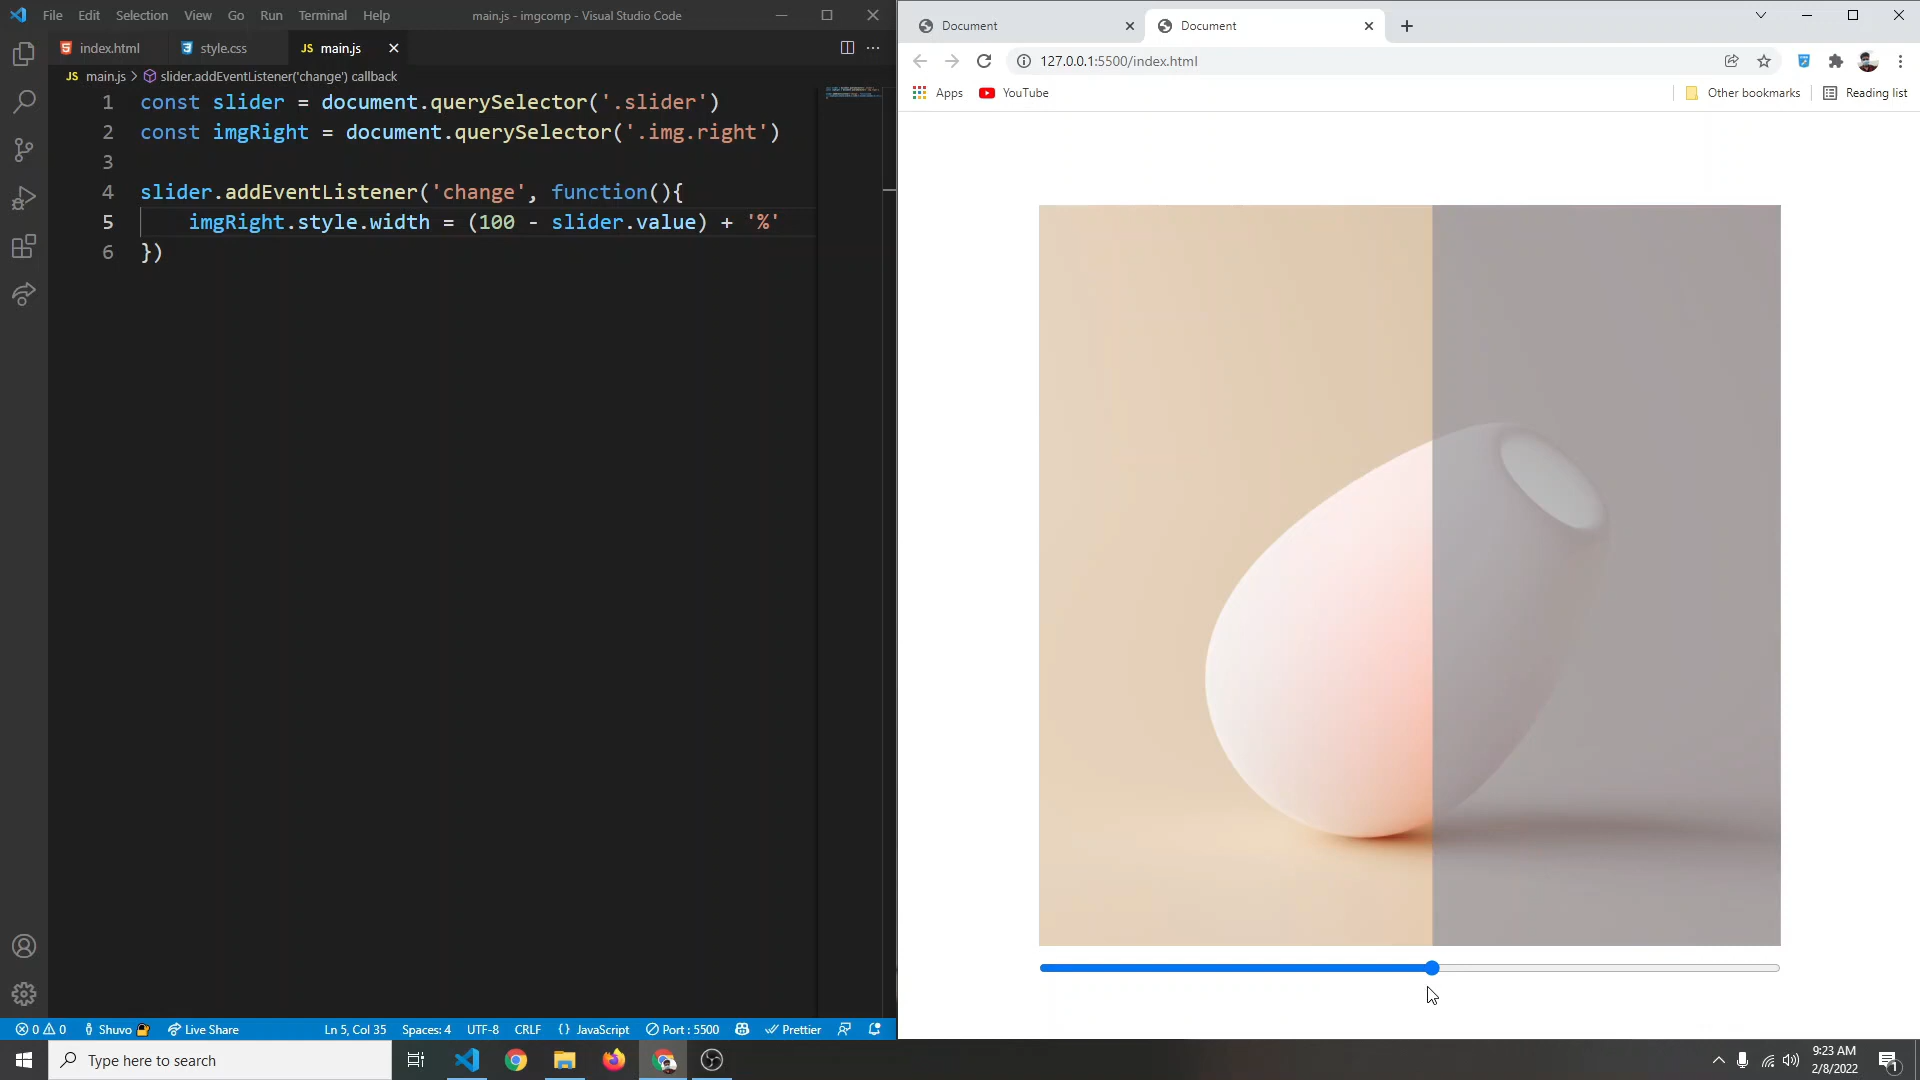 File Edit Selection View Go Run Terminal Help main.js - imgcomp - Visual Studio Code
index.html style.css JS main.js
JS main.js > slider.addEventListener('change') callback
1 const slider = document.querySelector('.slider')
2 const imgRight = document.querySelector('.img.right')
3
4 slider.addEventListener('change', function(){
5 imgRight.style.width = (100 - slider.value) + '%'
6 })
0 0 Shuvo Live Share Ln 5, Col 35 Spaces: 4 UTF-8 CRLF {} JavaScript Port : 5500 Prettier
Document Document
127.0.0.1:5500/index.html
Apps YouTube Other bookmarks Reading list
Type here to search
9:23 AM
2/8/2022
1